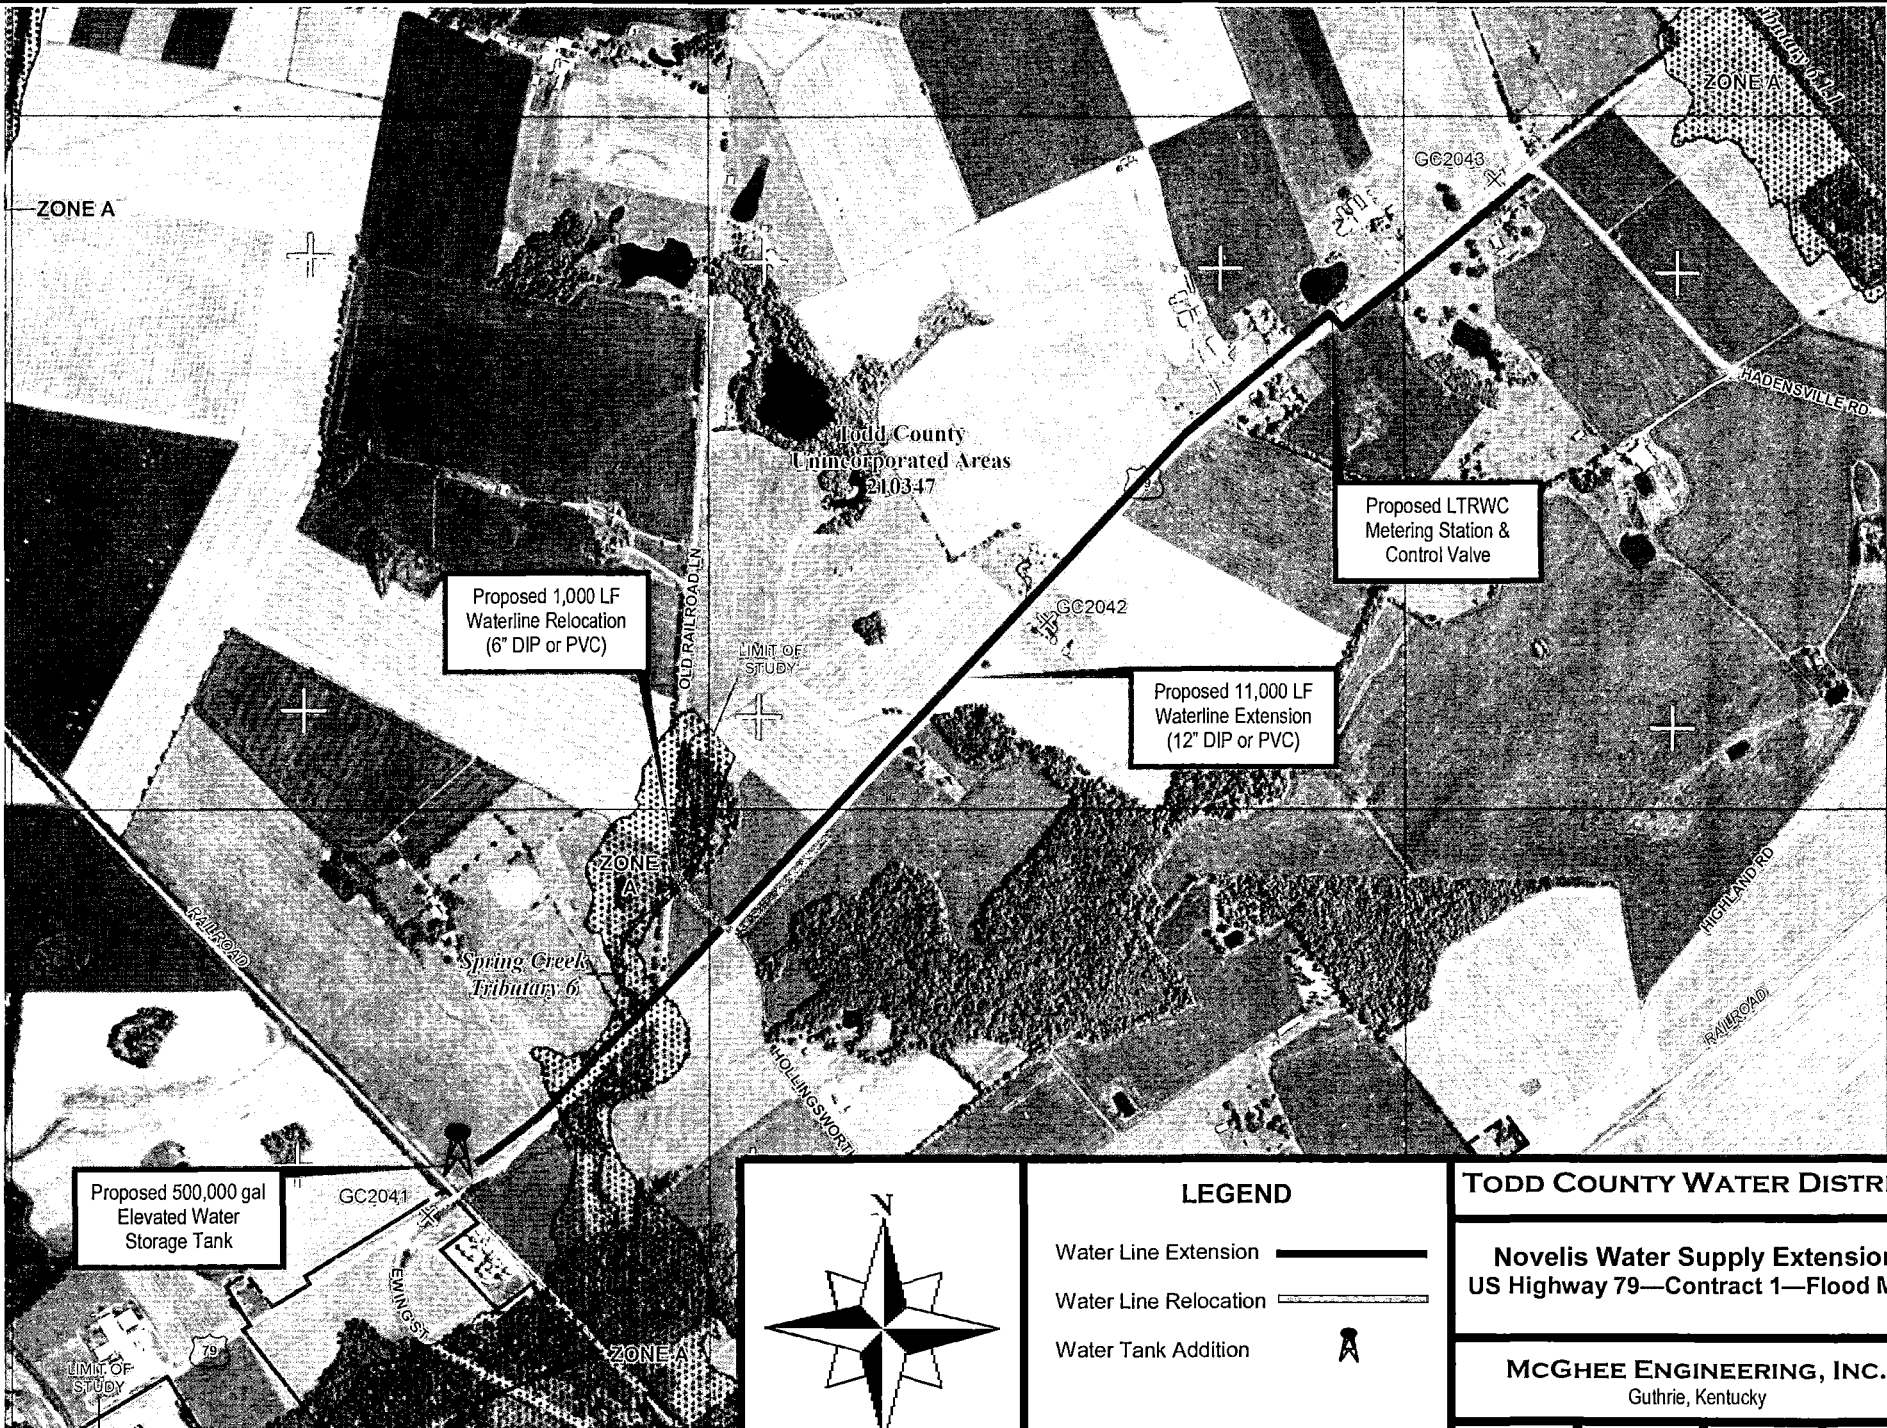 ZONE A
ZONE A
GC2043
HADENSVILLE RD
Todd County
Unincorporated Areas
210347
Proposed LTRWC
Metering Station &
Control Valve
Proposed 1,000 LF
Waterline Relocation
(6" DIP or PVC)
OLD RAILROAD LN
LIMIT OF
STUDY
GC2042
Proposed 11,000 LF
Waterline Extension
(12" DIP or PVC)
ZONE
A
RAILROAD
Spring Creek
Tributary 6
HIGHLAND RD
RAILROAD
HOLLINGSWORT
Proposed 500,000 gal
Elevated Water
Storage Tank
GC2041
EWING ST
79
LIMIT OF
STUDY
ZONE A
N
LEGEND
Water Line Extension
Water Line Relocation
Water Tank Addition
TODD COUNTY WATER DISTRI
Novelis Water Supply Extension
US Highway 79—Contract 1—Flood M
MCGHEE ENGINEERING, INC.
Guthrie, Kentucky